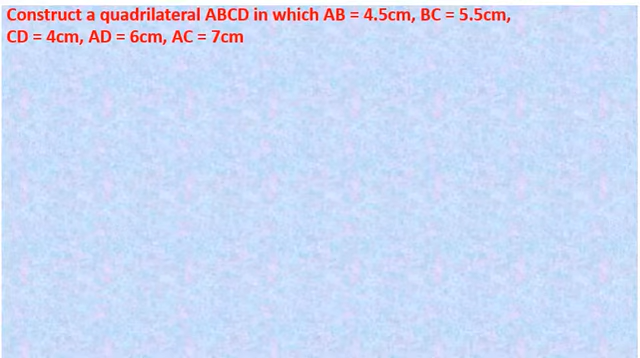 Construct a quadrilateral ABCD in which AB = 4.5cm, BC = 5.5cm,
CD = 4cm, AD = 6cm, AC = 7cm